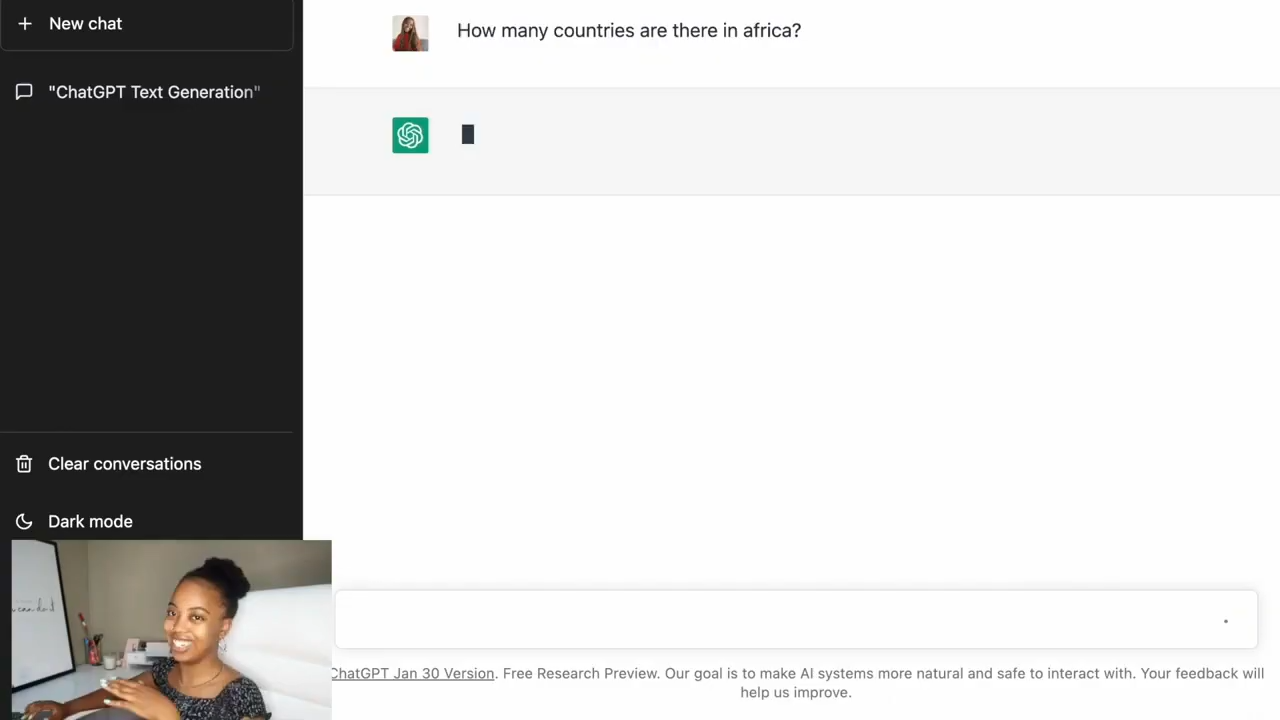 New chat
"ChatGPT Text Generation"
How many countries are there in africa?
Clear conversations
Dark mode
ChatGPT Jan 30 Version. Free Research Preview. Our goal is to make AI systems more natural and safe to interact with. Your feedback will
help us improve.